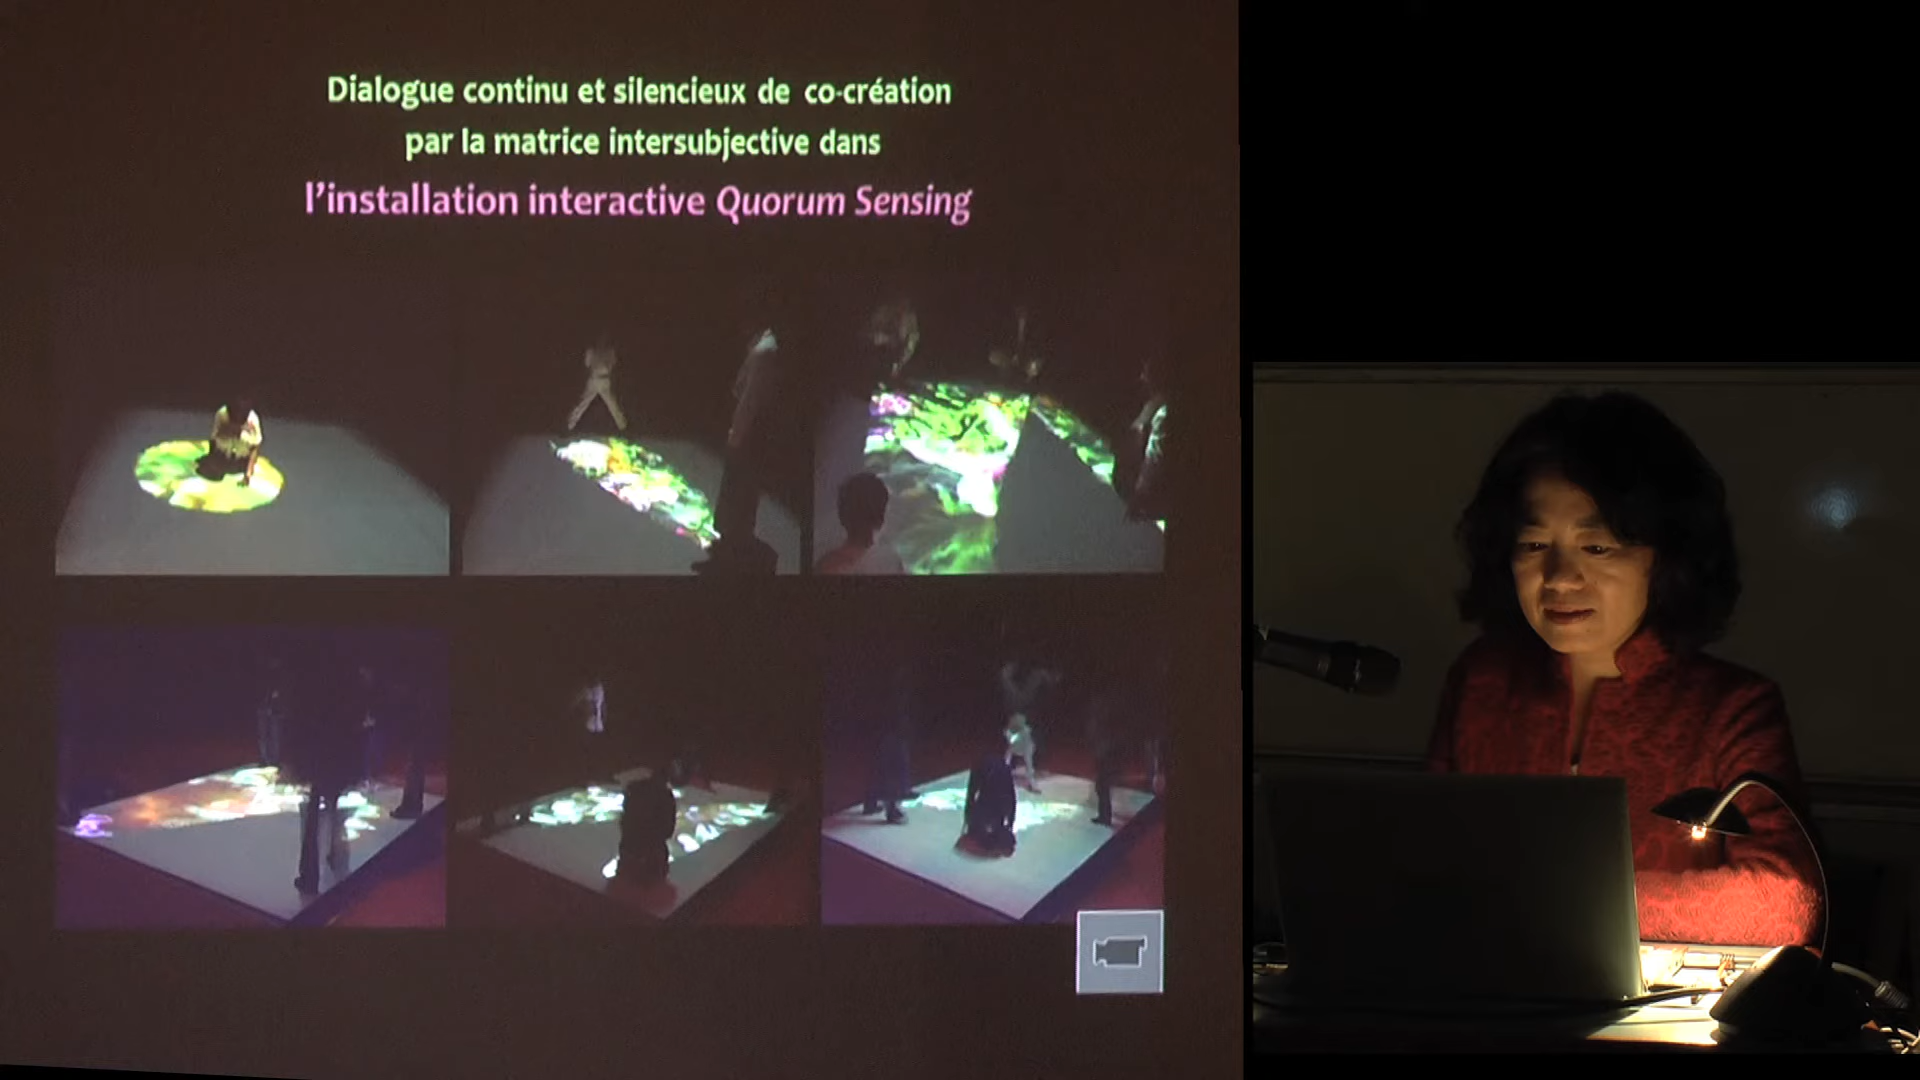 Dialogue continu et silencieux de co-création
par la matrice intersubjective dans
l'installation interactive Quorum Sensing